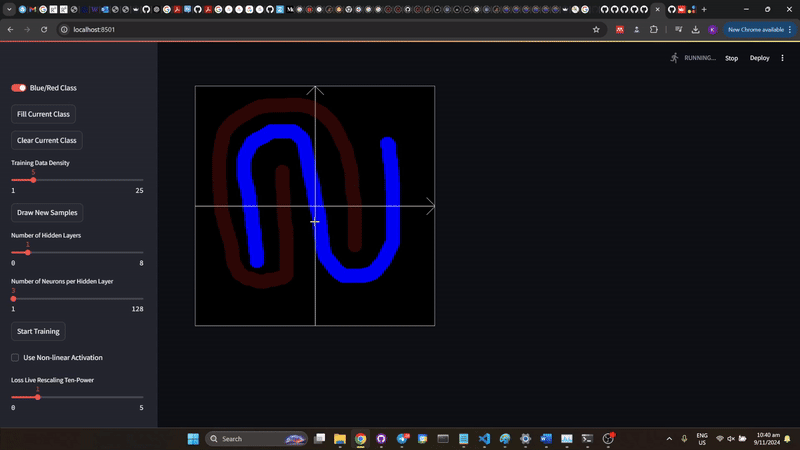 localhost:8501
New Chrome available
RUNNING...
Stop
Deploy
Blue/Red Class
Fill Current Class
Clear Current Class
Training Data Density
5
1 25
Draw New Samples
Number of Hidden Layers
1
0 8
Number of Neurons per Hidden Layer
1 128
Start Training
Use Non-linear Activation
Loss Live Rescaling Ten-Power
1
0 5
Search
ENG
US
10:40 am
9/11/2024